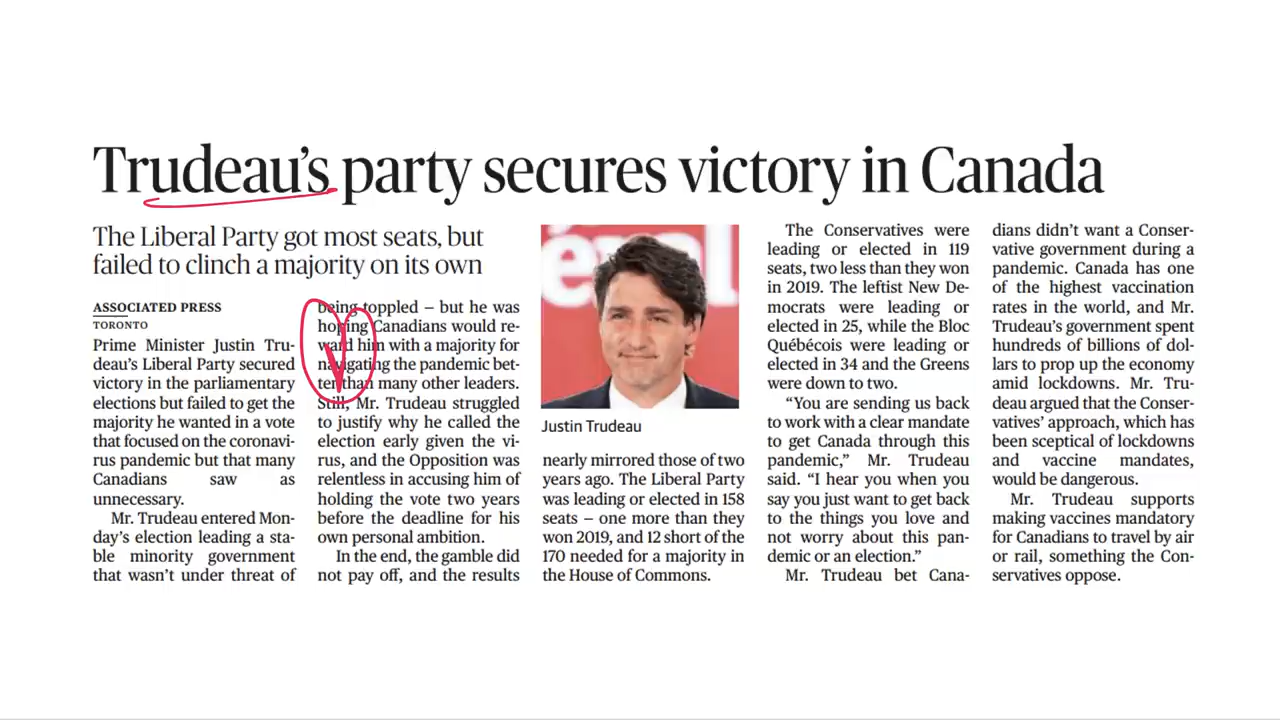 Trudeau's party secures victory in Canada
The Liberal Party got most seats, but
failed to clinch a majority on its own
ASSOCIATED PRESS
TORONTO
Prime Minister Justin Tru-
deau's Liberal Party secured
victory in the parliamentary
elections but failed to get the
majority he wanted in a vote
that focused on the coronavi-
rus pandemic but that many
Canadians saw as
unnecessary.
Mr. Trudeau entered Mon-
day's election leading a sta-
ble minority government
that wasn't under threat of
being toppled – but he was
hoping Canadians would re-
ward him with a majority for
navigating the pandemic bet-
ter than many other leaders.
Still, Mr. Trudeau struggled
to justify why he called the
election early given the vi-
rus, and the Opposition was
relentless in accusing him of
holding the vote two years
before the deadline for his
own personal ambition.
In the end, the gamble did
not pay off, and the results
éral
Justin Trudeau
nearly mirrored those of two
years ago. The Liberal Party
was leading or elected in 158
seats – one more than they
won 2019, and 12 short of the
170 needed for a majority in
the House of Commons.
The Conservatives were
leading or elected in 119
seats, two less than they won
in 2019. The leftist New De-
mocrats were leading or
elected in 25, while the Bloc
Québécois were leading or
elected in 34 and the Greens
were down to two.
“You are sending us back
to work with a clear mandate
to get Canada through this
pandemic,” Mr. Trudeau
said. “I hear you when you
say you just want to get back
to the things you love and
not worry about this pan-
demic or an election.”
Mr. Trudeau bet Cana-
dians didn't want a Conser-
vative government during a
pandemic. Canada has one
of the highest vaccination
rates in the world, and Mr.
Trudeau's government spent
hundreds of billions of dol-
lars to prop up the economy
amid lockdowns. Mr. Tru-
deau argued that the Conser-
vatives' approach, which has
been sceptical of lockdowns
and vaccine mandates,
would be dangerous.
Mr. Trudeau supports
making vaccines mandatory
for Canadians to travel by air
or rail, something the Con-
servatives oppose.